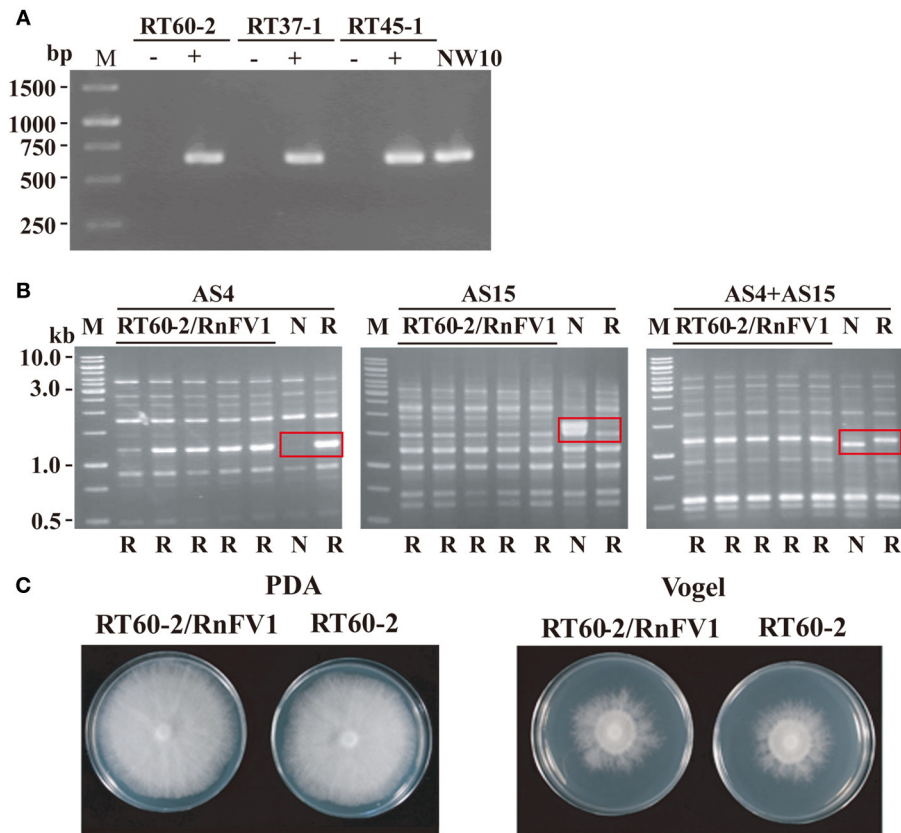 A
RT60-2 RT37-1 RT45-1
bp M - + - + - + NW10
1500 -
1000 -
750 -
500 -
250 -
B
AS4 AS15 AS4+AS15
M RT60-2/RnFV1 N R M RT60-2/RnFV1 N R M RT60-2/RnFV1 N R
kb
10.0 -
3.0 -
1.0 -
0.5 -
R R R R R N R R R R R R N R R R R R R N R
C
PDA Vogel
RT60-2/RnFV1 RT60-2 RT60-2/RnFV1 RT60-2